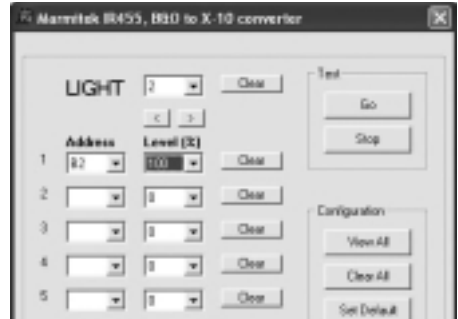 Marmitek IR455, B&O to X-10 converter
LIGHT 2 Clear
< >
Test
Go
Stop
Address Level (%)
1 B2 100 Clear
2 0 Clear
3 0 Clear
4 0 Clear
5 0 Clear
Configuration
View All
Clear All
Set Default